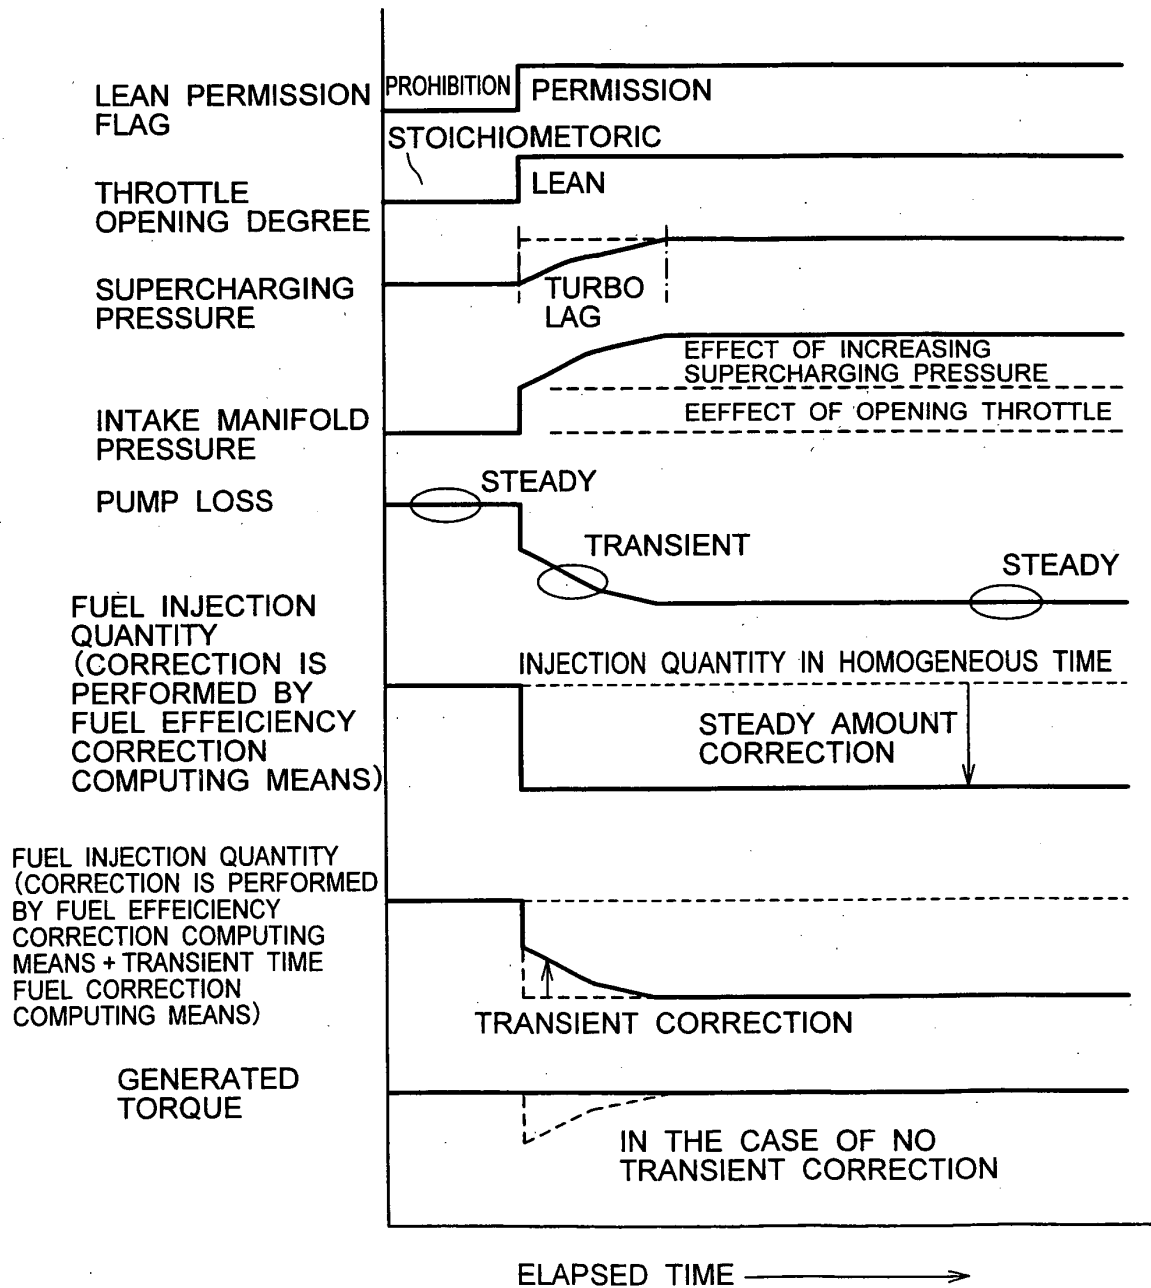 LEAN PERMISSION
FLAG
PROHIBITION
PERMISSION
STOICHIOMETORIC
THROTTLE
OPENING DEGREE
LEAN
SUPERCHARGING
PRESSURE
TURBO
LAG
EFFECT OF INCREASING
SUPERCHARGING PRESSURE
INTAKE MANIFOLD
PRESSURE
EEFFECT OF OPENING THROTTLE
PUMP LOSS
STEADY
TRANSIENT
STEADY
FUEL INJECTION
QUANTITY
(CORRECTION IS
PERFORMED BY
FUEL EFFEICIENCY
CORRECTION
COMPUTING MEANS)
INJECTION QUANTITY IN HOMOGENEOUS TIME
STEADY AMOUNT
CORRECTION
FUEL INJECTION QUANTITY
(CORRECTION IS PERFORMED
BY FUEL EFFEICIENCY
CORRECTION COMPUTING
MEANS + TRANSIENT TIME
FUEL CORRECTION
COMPUTING MEANS)
TRANSIENT CORRECTION
GENERATED
TORQUE
IN THE CASE OF NO
TRANSIENT CORRECTION
ELAPSED TIME